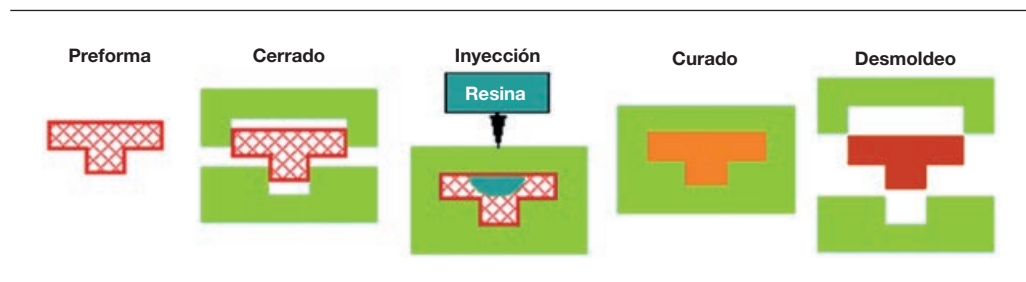 Preforma
Cerrado
Inyección
Curado
Desmoldeo
Resina